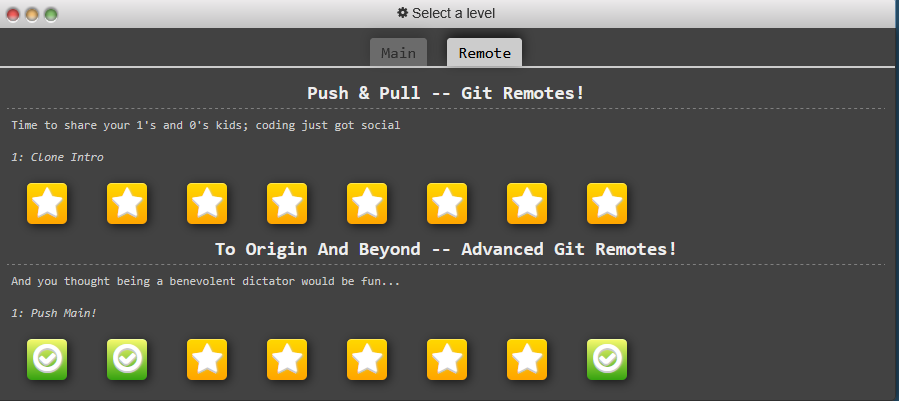 Select a level
Main
Remote
Push & Pull -- Git Remotes!
Time to share your 1's and 0's kids; coding just got social
1: Clone Intro
To Origin And Beyond -- Advanced Git Remotes!
And you thought being a benevolent dictator would be fun...
1: Push Main!